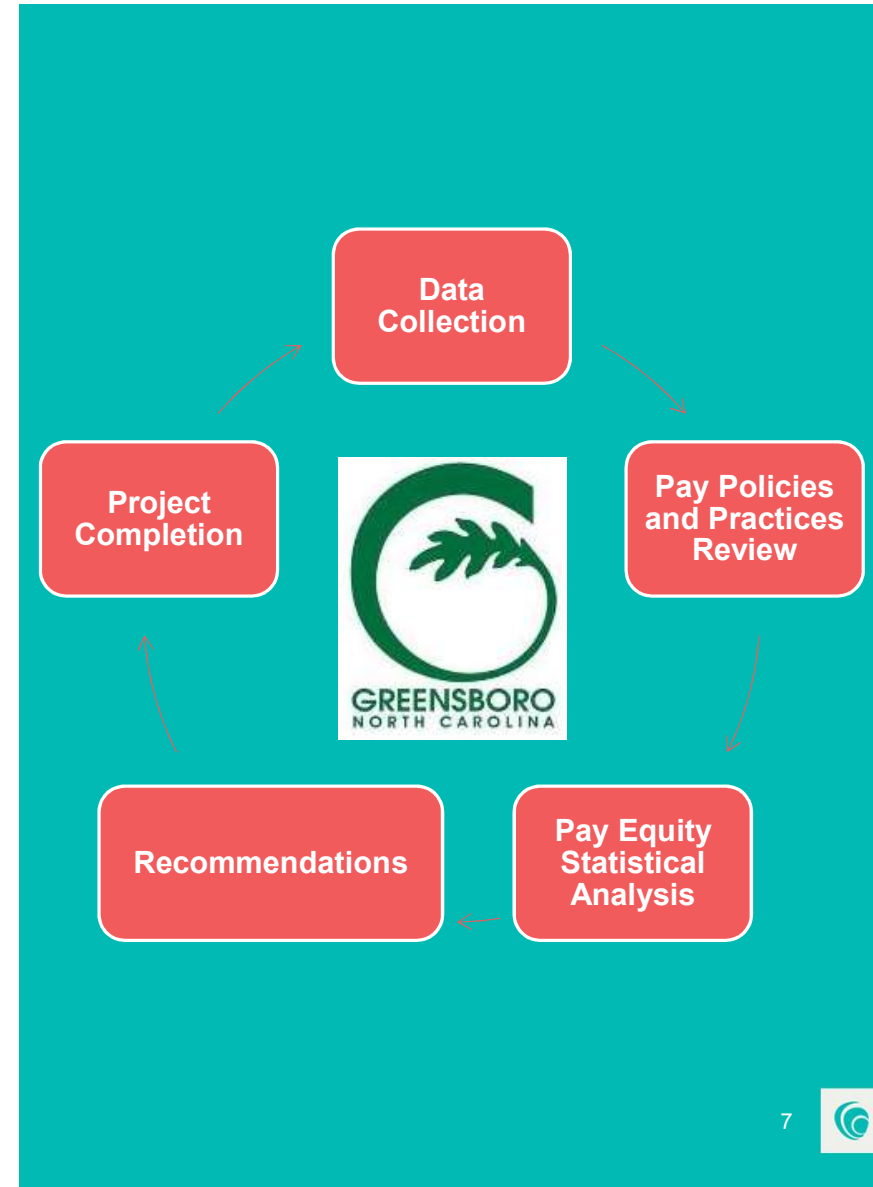 Data
Collection
Pay Policies
and Practices
Review
Pay Equity
Statistical
Analysis
Recommendations
Project
Completion
GREENSBORO
NORTH CAROLINA
7